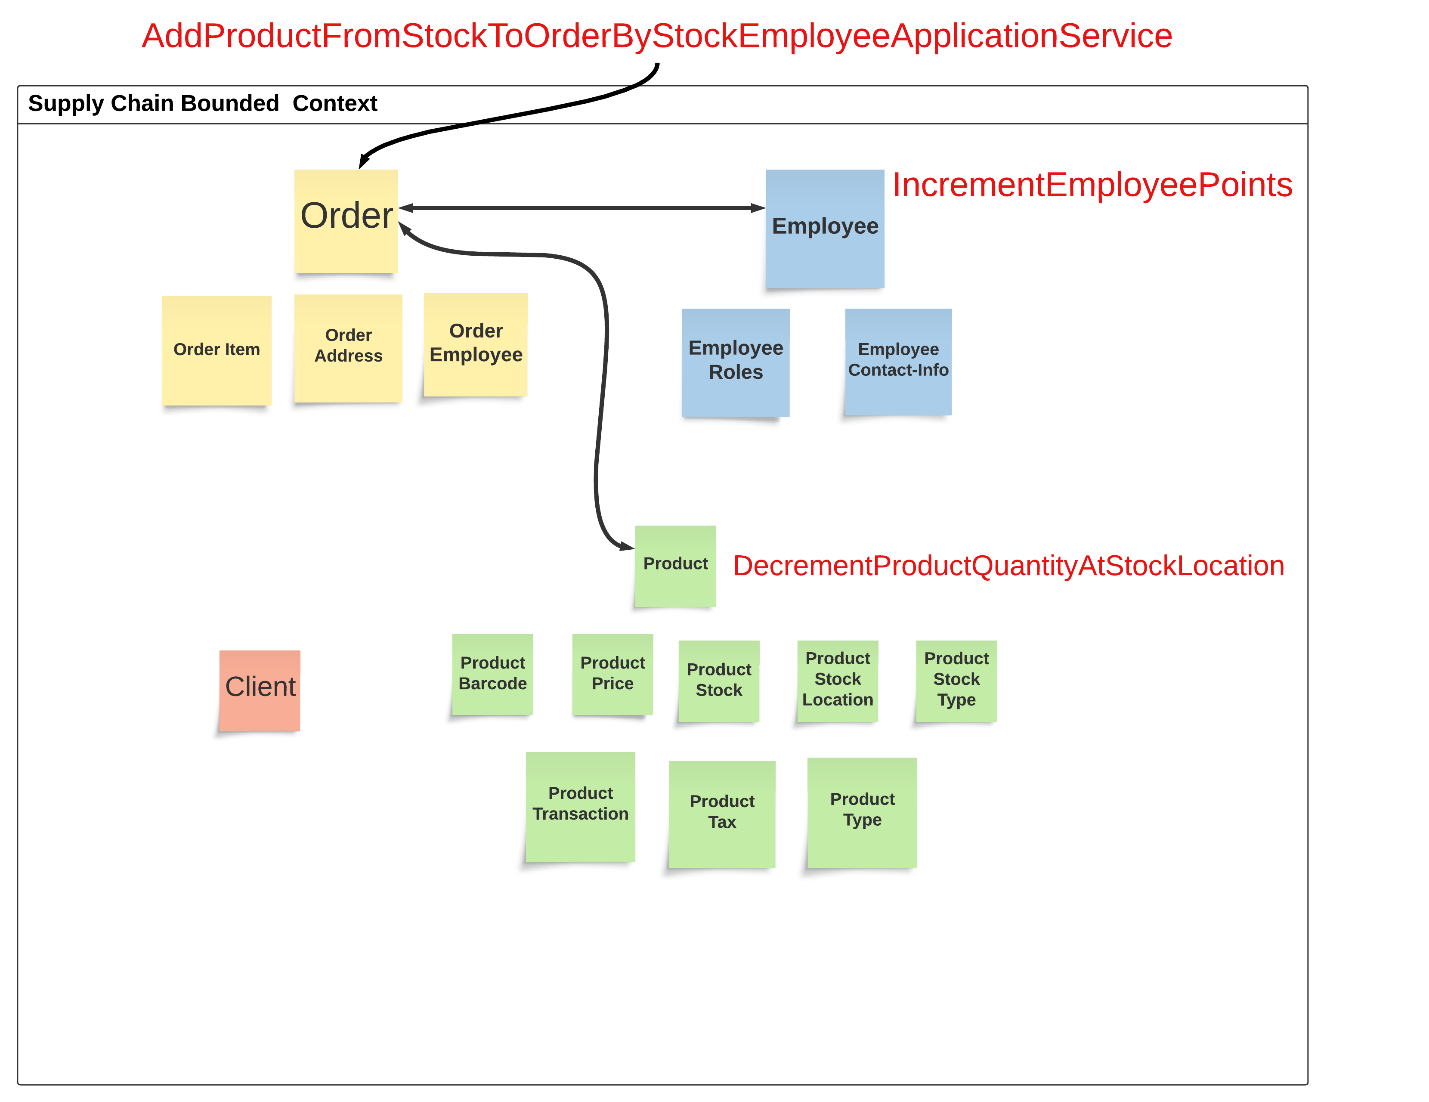 AddProductFromStockToOrderByStockEmployeeApplicationService
Supply Chain Bounded  Context
Order
Employee
IncrementEmployeePoints
Order Item
Order
Address
Order
Employee
Employee
Roles
Employee
Contact-Info
Product
DecrementProductQuantityAtStockLocation
Client
Product
Barcode
Product
Price
Product
Stock
Product
Stock
Location
Product
Stock
Type
Product
Transaction
Product
Tax
Product
Type